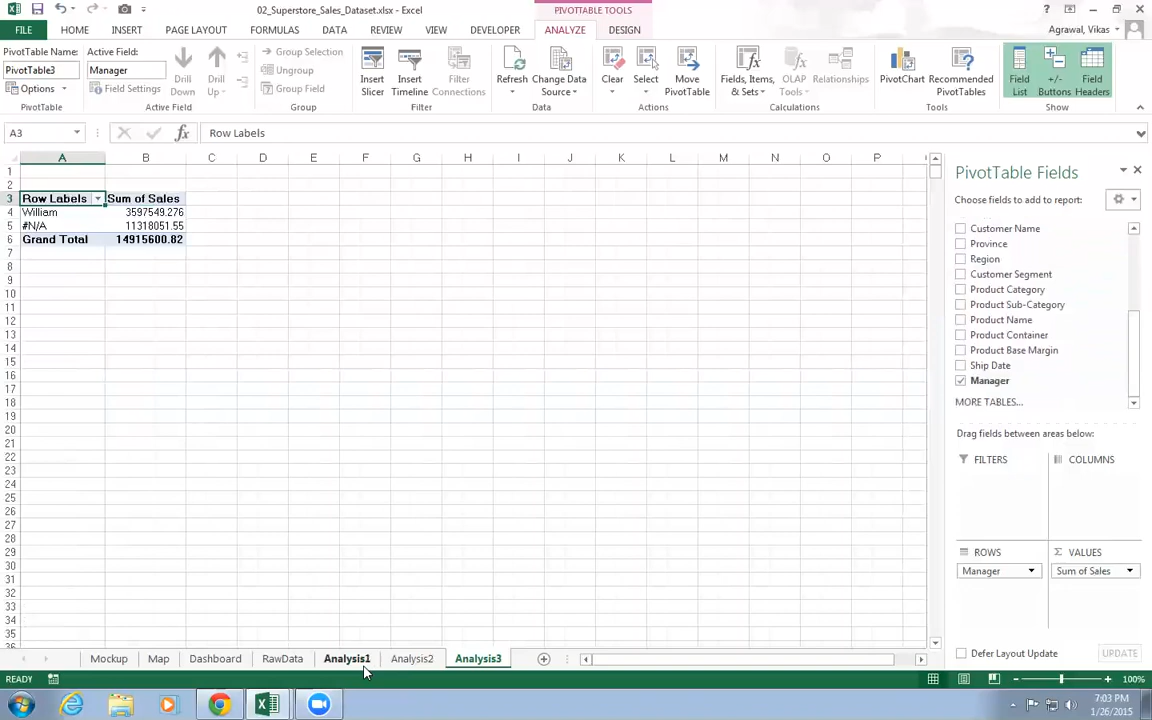 02_Superstore_Sales_Dataset.xlsx - Excel
PIVOTTABLE TOOLS
FILE HOME INSERT PAGE LAYOUT FORMULAS DATA REVIEW VIEW DEVELOPER ANALYZE DESIGN
Agrawal, Vikas
PivotTable Name:
PivotTable3
Options
PivotTable
Active Field:
Manager
Field Settings
Drill Down
Drill Up
Active Field
Group Selection
Ungroup
Group Field
Group
Insert Slicer
Insert Timeline
Filter Connections
Filter
Refresh
Change Data Source
Data
Clear
Select
Move PivotTable
Actions
Fields, Items, & Sets
OLAP Tools
Relationships
Calculations
PivotChart
Recommended PivotTables
Tools
Field List
+/- Buttons
Field Headers
Show
A3
fx
Row Labels
A B C D E F G H I J K L M N O P
1
2
3 Row Labels Sum of Sales
4 William 3597549.276
5 #N/A 11318051.55
6 Grand Total 14915600.82
7
8
9
10
11
12
13
14
15
16
17
18
19
20
21
22
23
24
25
26
27
28
29
30
31
32
33
34
35
PivotTable Fields
Choose fields to add to report:
Customer Name
Province
Region
Customer Segment
Product Category
Product Sub-Category
Product Name
Product Container
Product Base Margin
Ship Date
Manager
MORE TABLES...
Drag fields between areas below:
FILTERS
COLUMNS
ROWS
Σ VALUES
Manager
Sum of Sales
Defer Layout Update
UPDATE
Mockup Map Dashboard RawData Analysis1 Analysis2 Analysis3
READY
100%
7:03 PM
1/26/2015